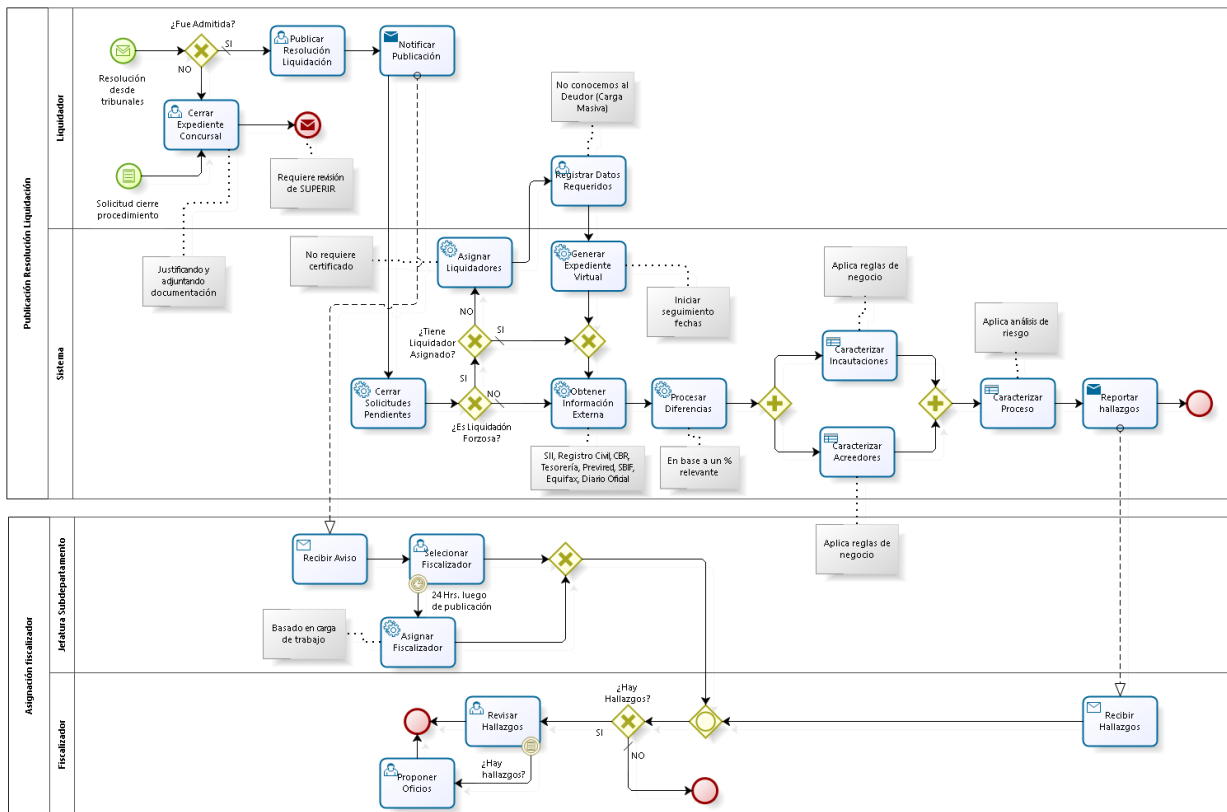 Publicación Resolución Liquidación
Liquidador
¿Fue Admitida?
SI
NO
Resolución
desde
tribunales
Publicar
Resolución
Liquidación
Notificar
Publicación
Cerrar
Expediente
Concursal
Solicitud cierre
procedimiento
Requiere revisión
de SUPERIR
No conocemos al
Deudor (Carga
Masiva)
Registrar Datos
Requeridos
Sistema
Justificando y
adjuntando
documentación
No requiere
certificado
Asignar
Liquidadores
Generar
Expediente
Virtual
Iniciar
seguimiento
fechas
NO
SI
¿Tiene
Liquidador
Asignado?
SI
NO
Cerrar
Solicitudes
Pendientes
¿Es Liquidación
Forzosa?
Obtener
Información
Externa
Procesar
Diferencias
SII, Registro Civil, CBR,
Tesorería, Previred, SBIF,
Equifax, Diario Oficial
En base a un %
relevante
Aplica reglas de
negocio
Caracterizar
Incautaciones
Caracterizar
Acreedores
Aplica análisis de
riesgo
Caracterizar
Proceso
Reportar
hallazgos
Aplica reglas de
negocio
Asignación fiscalizador
Jefatura Subdepartamento
Recibir Aviso
Selecionar
Fiscalizador
24 Hrs. luego
de publicación
Basado en carga
de trabajo
Asignar
Fiscalizador
Fiscalizador
¿Hay
Hallazgos?
SI
NO
Revisar
Hallazgos
¿Hay
hallazgos?
Proponer
Oficios
Recibir
Hallazgos